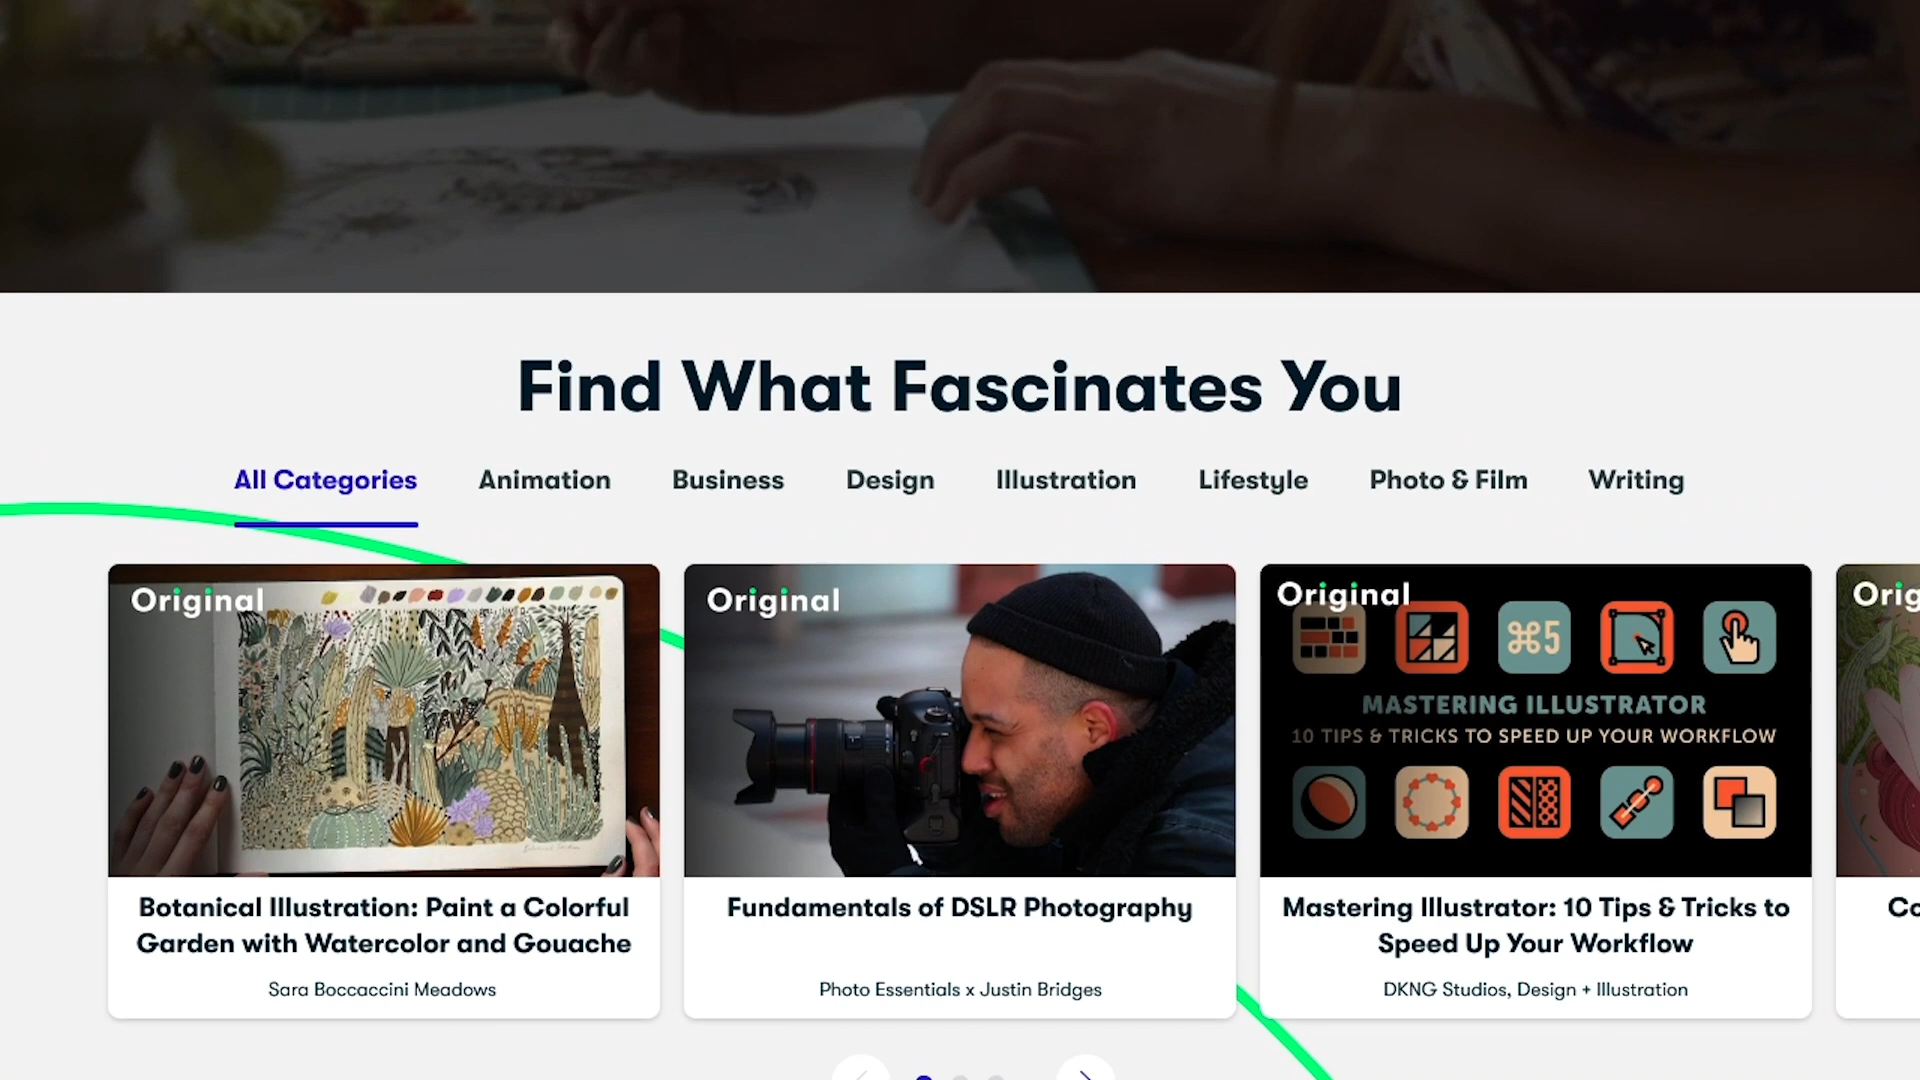 Find What Fascinates You
All Categories Animation Business Design Illustration Lifestyle Photo & Film Writing
Original
Botanical Illustration: Paint a Colorful
Garden with Watercolor and Gouache
Sara Boccaccini Meadows
Original
Fundamentals of DSLR Photography
Photo Essentials x Justin Bridges
Original
⌘5
MASTERING ILLUSTRATOR
10 TIPS & TRICKS TO SPEED UP YOUR WORKFLOW
Mastering Illustrator: 10 Tips & Tricks to
Speed Up Your Workflow
DKNG Studios, Design + Illustration
Orig
Co